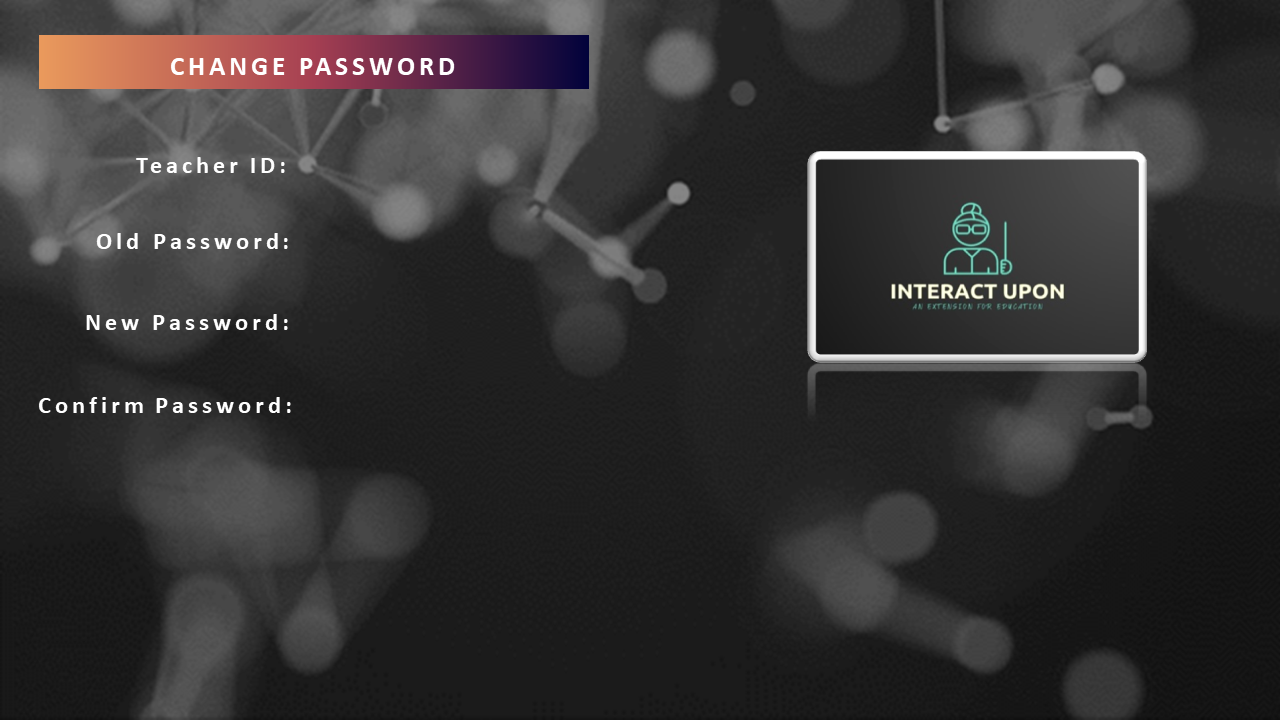 CHANGE PASSWORD
Teacher ID:
Old Password:
New Password:
Confirm Password:
INTERACT UPON
AN EXTENSION FOR EDUCATION